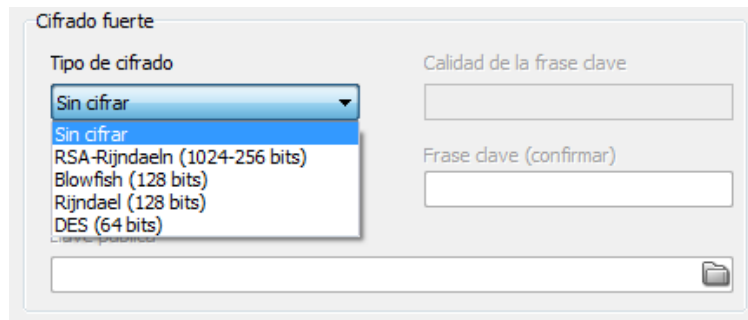 Cifrado fuerte
Tipo de cifrado
Calidad de la frase clave
Sin cifrar
Sin cifrar
RSA-Rijndaeln (1024-256 bits)
Blowfish (128 bits)
Rijndael (128 bits)
DES (64 bits)
Frase clave (confirmar)